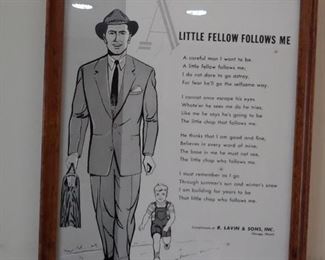 A
LITTLE FELLOW FOLLOWS ME
A careful man I want to be
A little fellow follows me;
I do not dare to go astray,
For fear he'll go the selfsame way.
I cannot once escape his eyes
Whate'er he sees me do he tries,
Like me he says he's going to be
The little chap that follows me.
He thinks that I am good and fine,
Believes in every word of mine;
The base in me he must not see,
The little chap who follows me.
I must remember as I go
Through summer's sun and winter's snow
I am building for years to be
That little chap who follows me.
Compliments of R. LAVIN & SONS, INC.
Chicago, Illinois